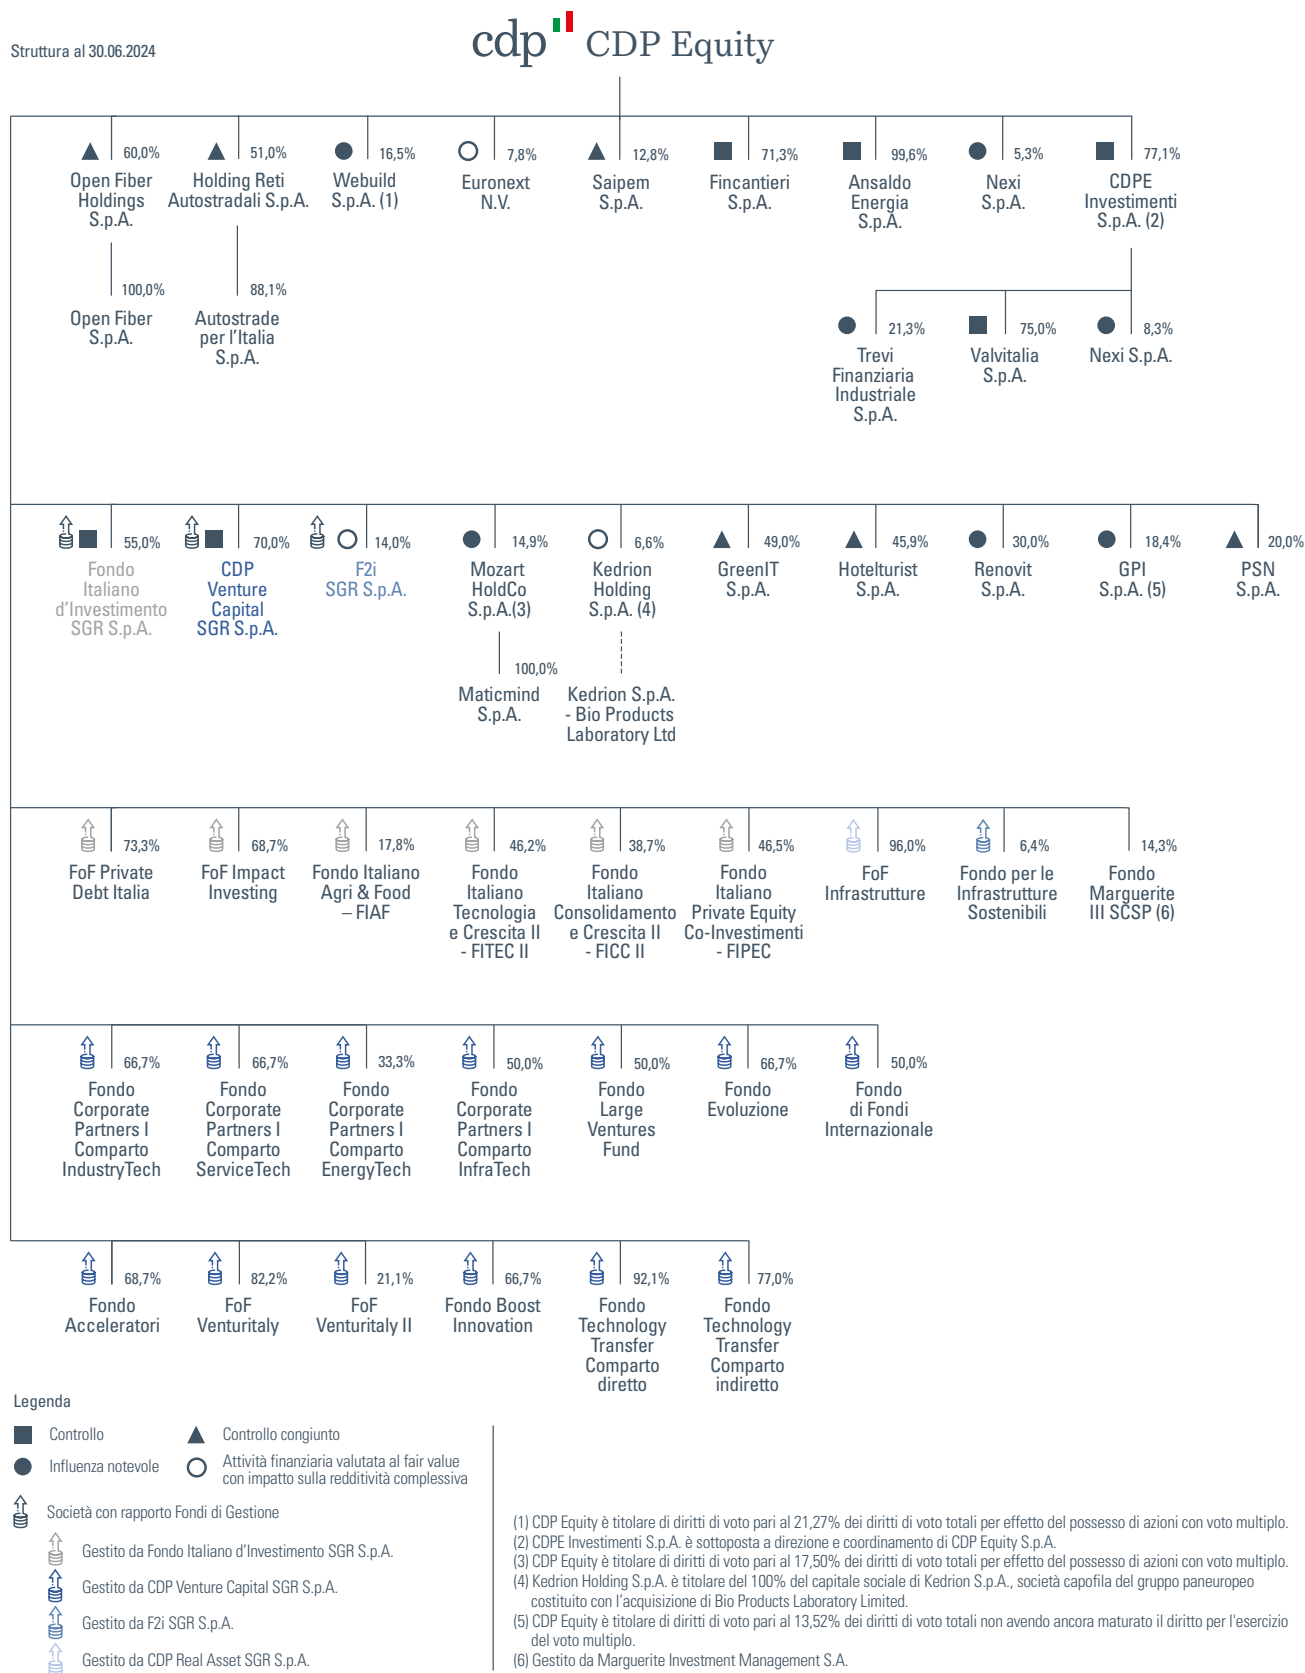 Struttura al 30.06.2024
cdp CDP Equity
60,0%
Open Fiber
Holdings
S.p.A.
51,0%
Holding Reti
Autostradali S.p.A.
16,5%
Webuild
S.p.A. (1)
7,8%
Euronext
N.V.
12,8%
Saipem
S.p.A.
71,3%
Fincantieri
S.p.A.
99,6%
Ansaldo
Energia
S.p.A.
5,3%
Nexi
S.p.A.
77,1%
CDPE
Investimenti
S.p.A. (2)
100,0%
Open Fiber
S.p.A.
88,1%
Autostrade
per l'Italia
S.p.A.
21,3%
Trevi
Finanziaria
Industriale
S.p.A.
75,0%
Valvitalia
S.p.A.
8,3%
Nexi S.p.A.
55,0%
Fondo
Italiano
d'Investimento
SGR S.p.A.
70,0%
CDP
Venture
Capital
SGR S.p.A.
14,0%
F2i
SGR S.p.A.
14,9%
Mozart
HoldCo
S.p.A.(3)
6,6%
Kedrion
Holding
S.p.A. (4)
49,0%
GreenIT
S.p.A.
45,9%
Hotelturist
S.p.A.
30,0%
Renovit
S.p.A.
18,4%
GPI
S.p.A. (5)
20,0%
PSN
S.p.A.
100,0%
Maticmind
S.p.A.
Kedrion S.p.A.
- Bio Products
Laboratory Ltd
73,3%
FoF Private
Debt Italia
68,7%
FoF Impact
Investing
17,8%
Fondo Italiano
Agri & Food
– FIAF
46,2%
Fondo
Italiano
Tecnologia
e Crescita II
- FITEC II
38,7%
Fondo
Italiano
Consolidamento
e Crescita II
- FICC II
46,5%
Fondo
Italiano
Private Equity
Co-Investimenti
- FIPEC
96,0%
FoF
Infrastrutture
6,4%
Fondo per le
Infrastrutture
Sostenibili
14,3%
Fondo
Marguerite
III SCSP (6)
66,7%
Fondo
Corporate
Partners I
Comparto
IndustryTech
66,7%
Fondo
Corporate
Partners I
Comparto
ServiceTech
33,3%
Fondo
Corporate
Partners I
Comparto
EnergyTech
50,0%
Fondo
Corporate
Partners I
Comparto
InfraTech
50,0%
Fondo
Large
Ventures
Fund
66,7%
Fondo
Evoluzione
50,0%
Fondo
di Fondi
Internazionale
68,7%
Fondo
Acceleratori
82,2%
FoF
Venturitaly
21,1%
FoF
Venturitaly II
66,7%
Fondo Boost
Innovation
92,1%
Fondo
Technology
Transfer
Comparto
diretto
77,0%
Fondo
Technology
Transfer
Comparto
indiretto
Legenda
Controllo
Controllo congiunto
Influenza notevole
Attività finanziaria valutata al fair value
con impatto sulla redditività complessiva
Società con rapporto Fondi di Gestione
Gestito da Fondo Italiano d'Investimento SGR S.p.A.
Gestito da CDP Venture Capital SGR S.p.A.
Gestito da F2i SGR S.p.A.
Gestito da CDP Real Asset SGR S.p.A.
(1) CDP Equity è titolare di diritti di voto pari al 21,27% dei diritti di voto totali per effetto del possesso di azioni con voto multiplo.
(2) CDPE Investimenti S.p.A. è sottoposta a direzione e coordinamento di CDP Equity S.p.A.
(3) CDP Equity è titolare di diritti di voto pari al 17,50% dei diritti di voto totali per effetto del possesso di azioni con voto multiplo.
(4) Kedrion Holding S.p.A. è titolare del 100% del capitale sociale di Kedrion S.p.A., società capofila del gruppo paneuropeo
costituito con l'acquisizione di Bio Products Laboratory Limited.
(5) CDP Equity è titolare di diritti di voto pari al 13,52% dei diritti di voto totali non avendo ancora maturato il diritto per l'esercizio
del voto multiplo.
(6) Gestito da Marguerite Investment Management S.A.